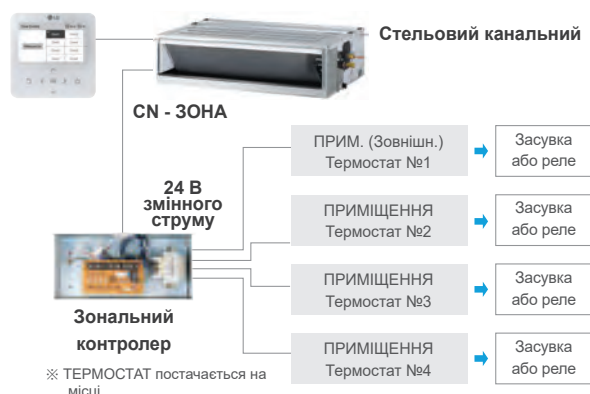 LG
Стельовий канальний
CN - ЗОНА
ПРИМ. (Зовнішн.)
Термостат №1
Засувка
або реле
24 В
змінного
струму
ПРИМІЩЕННЯ
Термостат №2
Засувка
або реле
ПРИМІЩЕННЯ
Термостат №3
Засувка
або реле
Зональний
контролер
ПРИМІЩЕННЯ
Термостат №4
Засувка
або реле
※ ТЕРМОСТАТ постачається на
місці